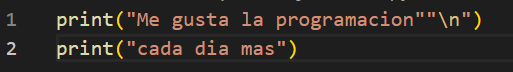 1 print("Me gusta la programacion""\n")
2 print("cada dia mas")